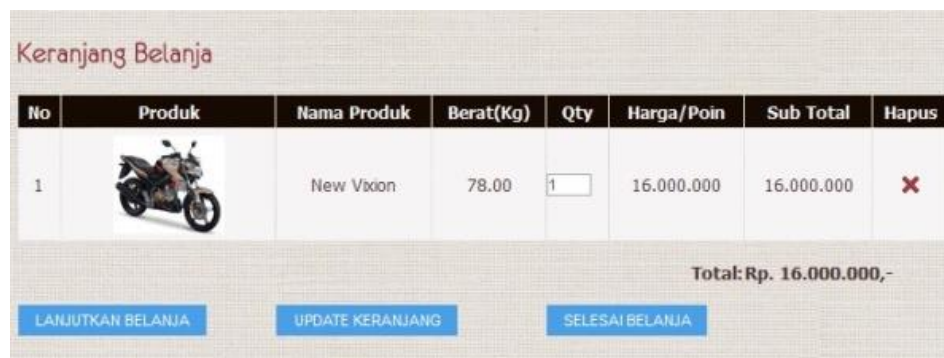 Keranjang Belanja
No Produk Nama Produk Berat(Kg) Qty Harga/Poin Sub Total Hapus
1 New Vixion 78.00 1 16.000.000 16.000.000
Total:Rp. 16.000.000,-
LANJUTKAN BELANJA UPDATE KERANJANG SELESAI BELANJA